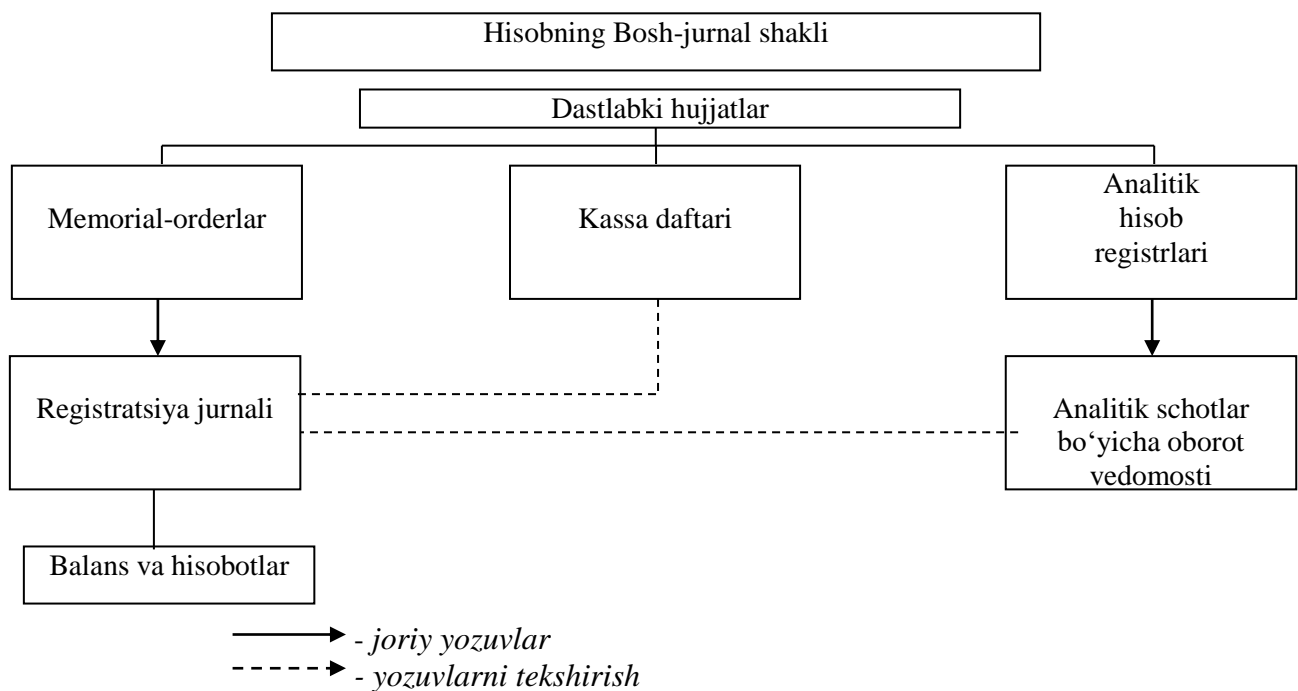 Hisobning Bosh-jurnal shakli
Dastlabki hujjatlar
Memorial-orderlar
Kassa daftari
Analitik
hisob
registrlari
Registratsiya jurnali
Analitik schotlar
bo‘yicha oborot
vedomosti
Balans va hisobotlar
- joriy yozuvlar
- yozuvlarni tekshirish